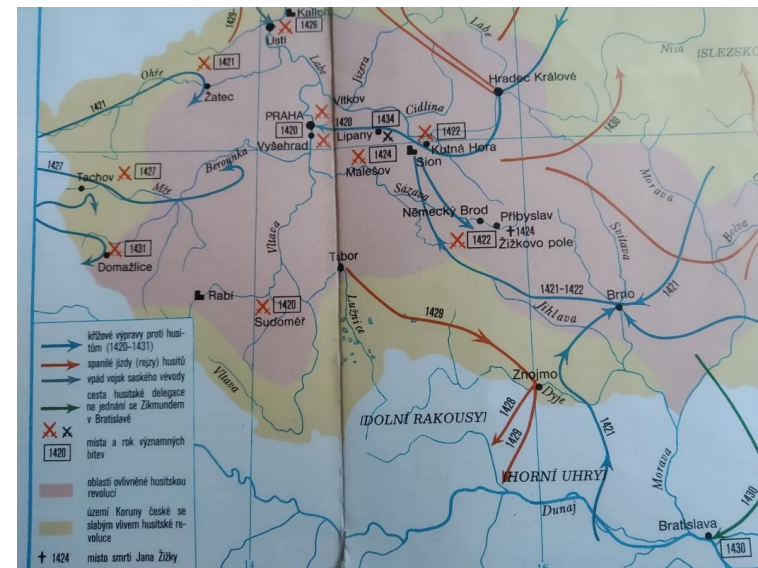 1429-
Kalich
1426
Ústí
1421
Ohře
Žatec
1421
Labe
Jizera
Labe
Nisa
[SLEZSKO
Hradec Králové
Vítkov
Cidlina
PRAHA
1420
1420
1434
Lipany
1422
Kutná Hora
Vyšehrad
1424
Sion
Malešov
1430
1427
1427
Tachov
Mže
Berounka
Sázava
Morava
Bečva
Německý Brod
Přibyslav
1424
Žižkovo pole
1422
Svitava
Vltava
1431
Domažlice
Tábor
Rabí
1420
Sudoměř
Lužnice
1421-1422
Jihlava
Brno
1421
1429
Vltava
Znojmo
Dyje
1428
1429
[DOLNÍ RAKOUSY]
[HORNÍ UHRY]
1421
Morava
Dunaj
1430
Bratislava
1430
křížové výpravy proti husi-
tům (1420-1431)
spanilé jízdy (rejzy) husitů
vpád vojsk saského vévody
cesta husitské delegace
na jednání se Zikmundem
v Bratislavě
místa a rok významných
1420
bitev
oblasti ovlivněné husitskou
revolucí
území Koruny české se
slabým vlivem husitské re-
voluce
1424 místo smrti Jana Žižky
14
16